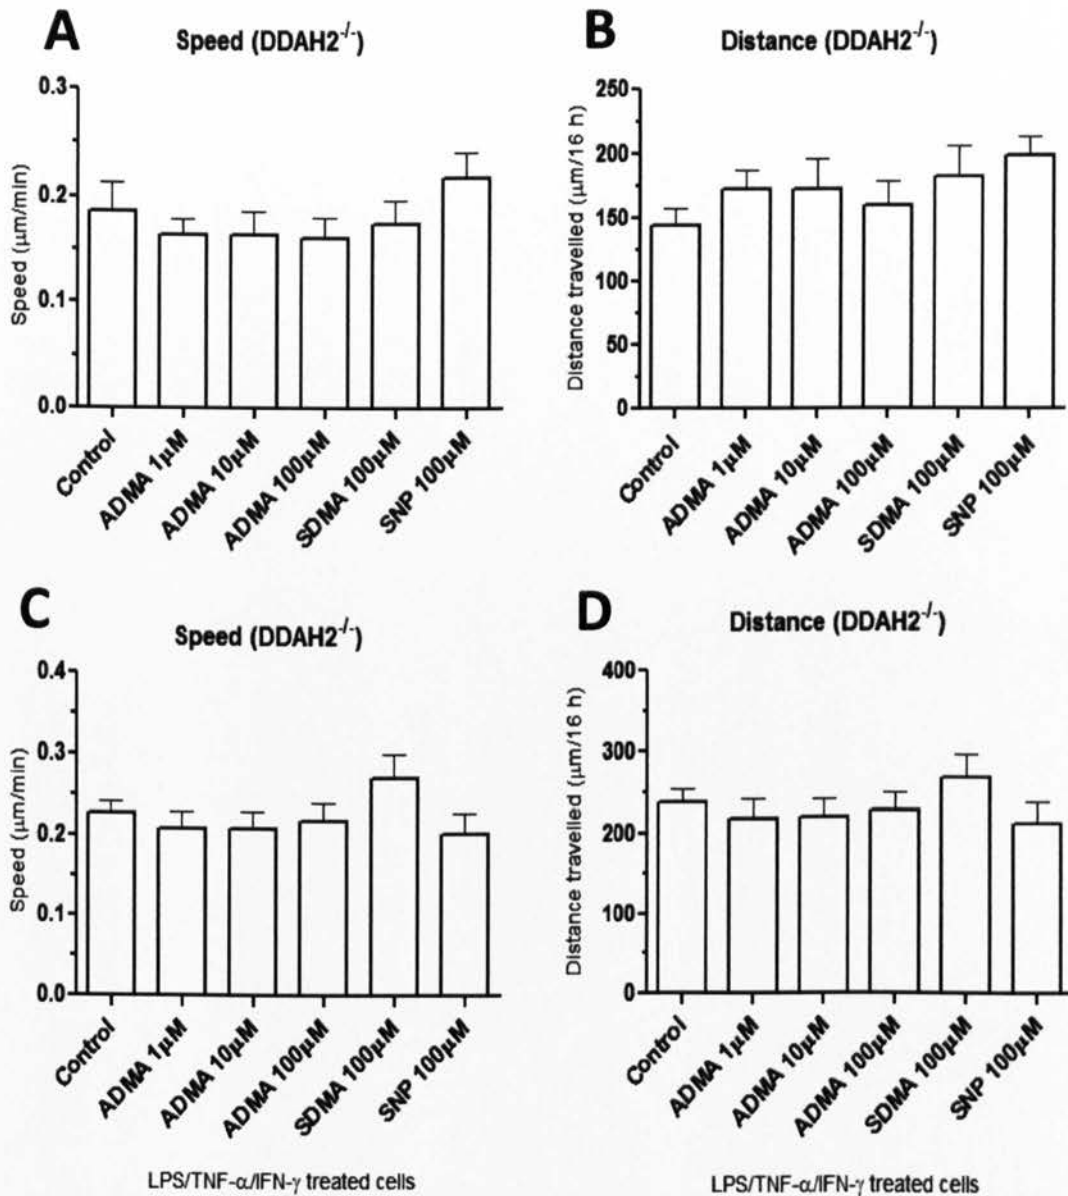 A
Speed (DDAH2-/-)
Speed (μm/min)
0.3
0.2
0.1
0.0
Control
ADMA 1μM
ADMA 10μM
ADMA 100μM
SDMA 100μM
SNP 100μM
B
Distance (DDAH2-/-)
Distance travelled (μm/16 h)
250
200
150
100
50
0
Control
ADMA 1μM
ADMA 10μM
ADMA 100μM
SDMA 100μM
SNP 100μM
C
Speed (DDAH2-/-)
Speed (μm/min)
0.4
0.3
0.2
0.1
0.0
Control
ADMA 1μM
ADMA 10μM
ADMA 100μM
SDMA 100μM
SNP 100μM
LPS/TNF-α/IFN-γ treated cells
D
Distance (DDAH2-/-)
Distance travelled (μm/16 h)
400
300
200
100
0
Control
ADMA 1μM
ADMA 10μM
ADMA 100μM
SDMA 100μM
SNP 100μM
LPS/TNF-α/IFN-γ treated cells